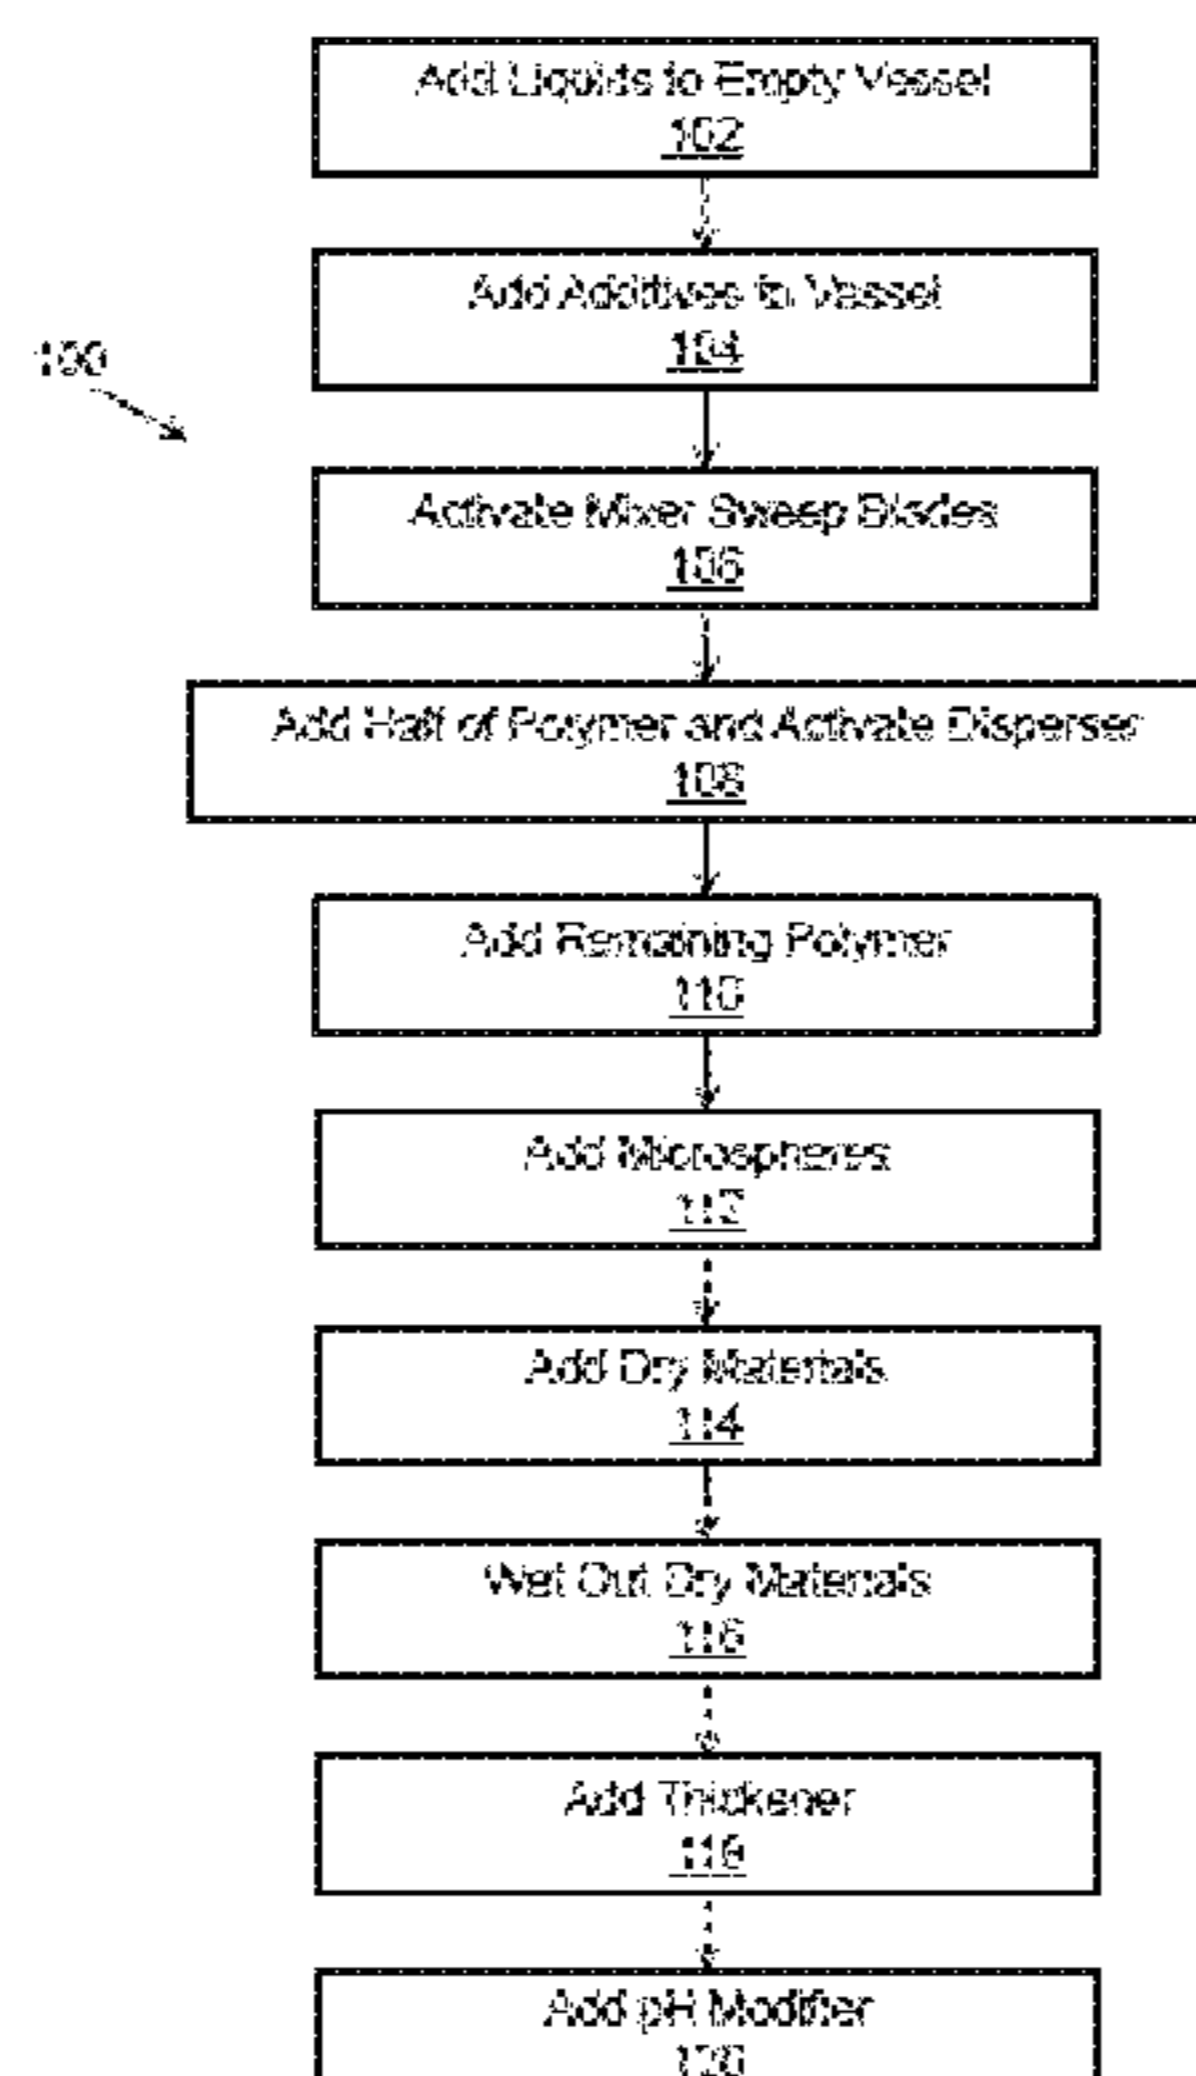 Add Liquids to Empty Vessel
102
Add Additives to Vessel
104
100
Activate Mixer Sweep Blades
106
Add Half of Polymer and Activate Disperser
108
Add Remaining Polymer
110
Add Microspheres
112
Add Dry Materials
114
Wet Out Dry Materials
116
Add Thickener
118
Add pH Modifier
120